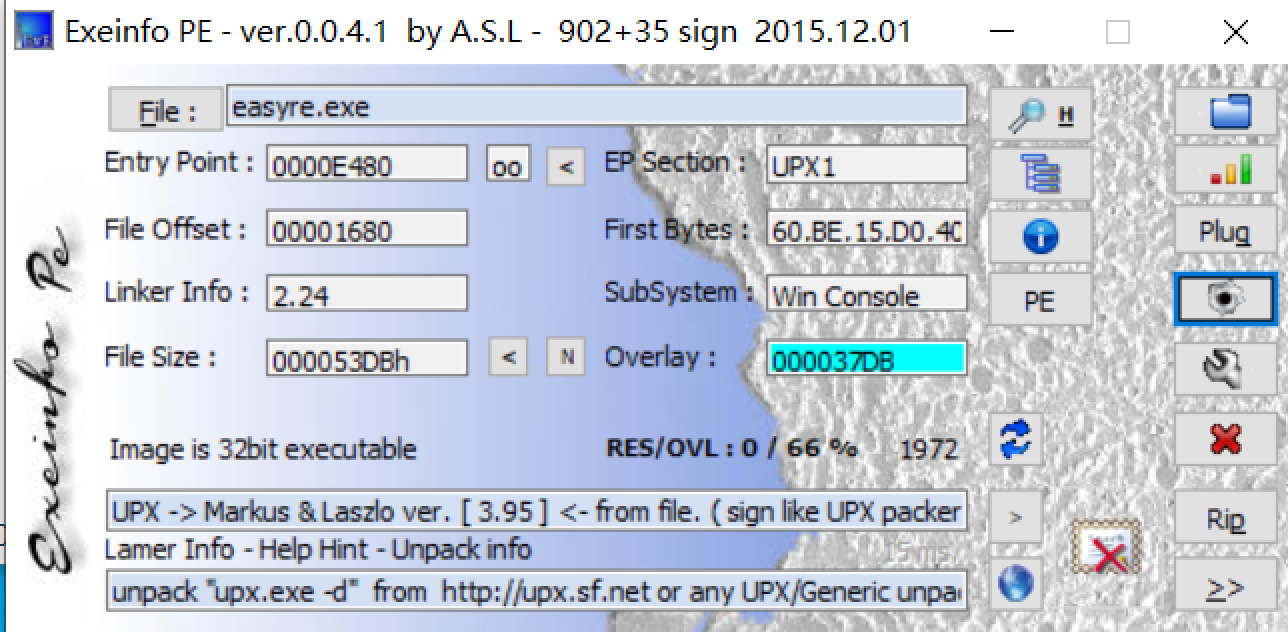 Exeinfo PE - ver.0.0.4.1 by A.S.L - 902+35 sign 2015.12.01
File : easyre.exe H
Entry Point : 0000E480 oo < EP Section : UPX1
File Offset : 00001680 First Bytes : 60.BE.15.D0.40 Plug
Linker Info : 2.24 SubSystem : Win Console PE
File Size : 000053DBh < N Overlay : 000037DB
Image is 32bit executable RES/OVL : 0 / 66 % 1972
UPX -> Markus & Laszlo ver. [ 3.95 ] <- from file. ( sign like UPX packer > Rip
Lamer Info - Help Hint - Unpack info 15 ms.
unpack "upx.exe -d" from http://upx.sf.net or any UPX/Generic unpa >>
Exeinfo Pe